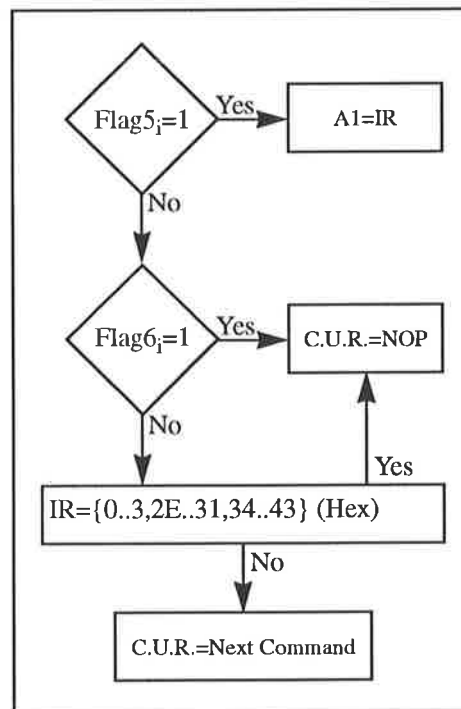 Flag5i=1
Yes
A1=IR
No
Flag6i=1
Yes
C.U.R.=NOP
No
Yes
IR={0..3,2E..31,34..43} (Hex)
No
C.U.R.=Next Command